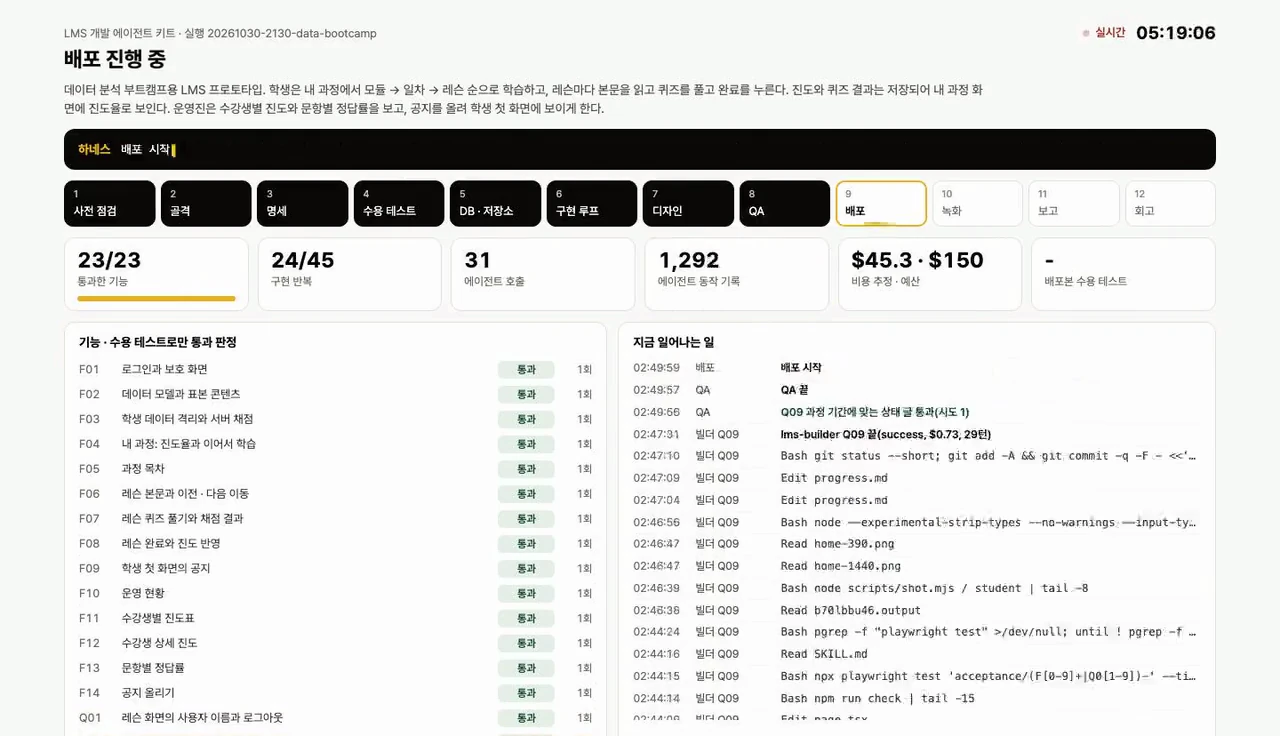 LMS 개발 에이전트 키트 · 실행 20261030-2130-data-bootcamp
실시간 05:19:06
배포 진행 중
데이터 분석 부트캠프용 LMS 프로토타입. 학생은 내 과정에서 모듈 → 일차 → 레슨 순으로 학습하고, 레슨마다 본문을 읽고 퀴즈를 풀고 완료를 누른다. 진도와 퀴즈 결과는 저장되어 내 과정 화
면에 진도율로 보인다. 운영진은 수강생별 진도와 문항별 정답률을 보고, 공지를 올려 학생 첫 화면에 보이게 한다.
하네스 배포 시작
1 사전 점검
2 골격
3 명세
4 수용 테스트
5 DB · 저장소
6 구현 루프
7 디자인
8 QA
9 배포
10 녹화
11 보고
12 회고
23/23
통과한 기능
24/45
구현 반복
31
에이전트 호출
1,292
에이전트 동작 기록
$45.3 · $150
비용 추정 · 예산
-
배포본 수용 테스트
기능 · 수용 테스트로만 통과 판정
F01 로그인과 보호 화면 통과 1회
F02 데이터 모델과 표본 콘텐츠 통과 1회
F03 학생 데이터 격리와 서버 채점 통과 1회
F04 내 과정: 진도율과 이어서 학습 통과 1회
F05 과정 목차 통과 1회
F06 레슨 본문과 이전 · 다음 이동 통과 1회
F07 레슨 퀴즈 풀기와 채점 결과 통과 1회
F08 레슨 완료와 진도 반영 통과 1회
F09 학생 첫 화면의 공지 통과 1회
F10 운영 현황 통과 1회
F11 수강생별 진도표 통과 1회
F12 수강생 상세 진도 통과 1회
F13 문항별 정답률 통과 1회
F14 공지 올리기 통과 1회
Q01 레슨 화면의 사용자 이름과 로그아웃 통과 1회
지금 일어나는 일
02:49:59 배포 배포 시작
02:49:57 QA QA 끝
02:49:56 QA Q09 과정 기간에 맞는 상태 글 통과(시도 1)
02:47:31 빌더 Q09 lms-builder Q09 끝(success, $0.73, 29턴)
02:47:10 빌더 Q09 Bash git status --short; git add -A && git commit -q -F - <<'…
02:47:09 빌더 Q09 Edit progress.md
02:47:04 빌더 Q09 Edit progress.md
02:46:56 빌더 Q09 Bash node --experimental-strip-types --no-warnings --input-ty…
02:46:47 빌더 Q09 Read home-390.png
02:46:47 빌더 Q09 Read home-1440.png
02:46:39 빌더 Q09 Bash node scripts/shot.mjs / student | tail -8
02:46:38 빌더 Q09 Read b70lbbu46.output
02:44:24 빌더 Q09 Bash pgrep -f "playwright test" >/dev/null; until ! pgrep -f …
02:44:16 빌더 Q09 Read SKILL.md
02:44:15 빌더 Q09 Bash npx playwright test 'acceptance/(F[0-9]+|Q0[1-9])-' --ti…
02:44:14 빌더 Q09 Bash npm run check | tail -15
02:44:09 빌더 Q09 Edit page.tsx